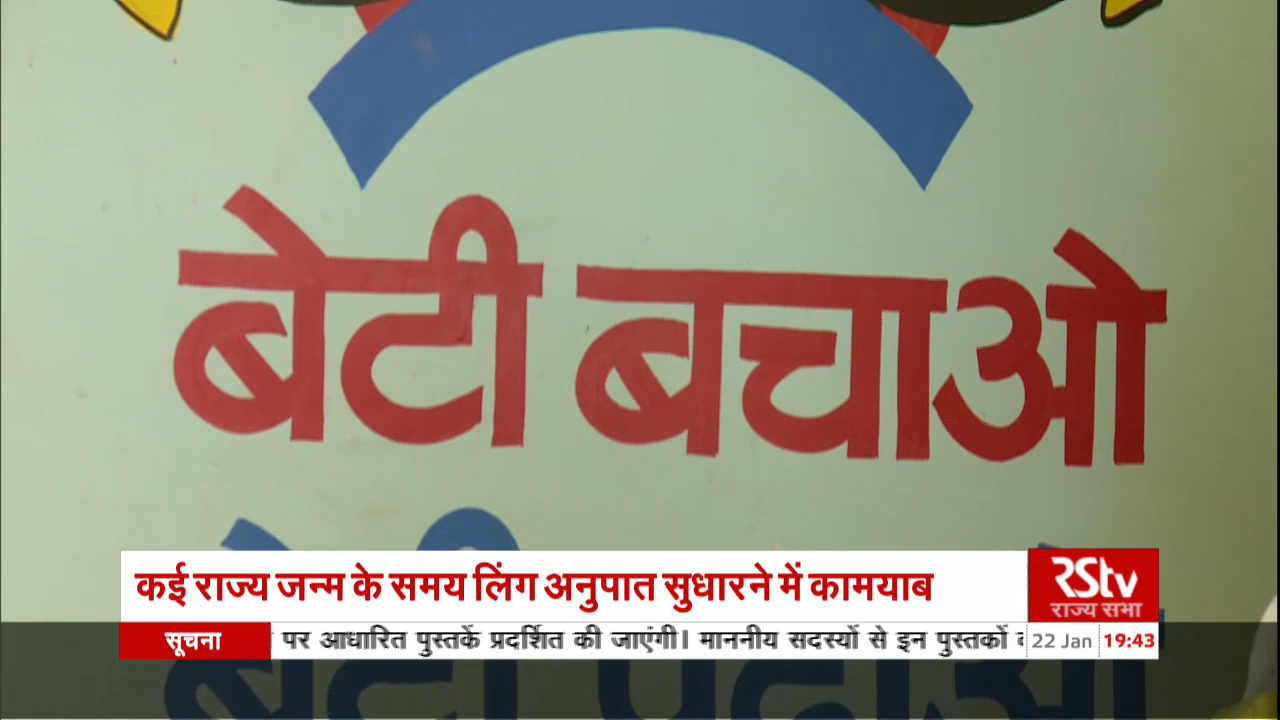 बेटी बचाओ
बेटी पढ़ाओ
कई राज्य जन्म के समय लिंग अनुपात सुधारने में कामयाब
RStv
राज्य सभा
सूचना
पर आधारित पुस्तकें प्रदर्शित की जाएंगी। माननीय सदस्यों से इन पुस्तकों
22 Jan
19:43